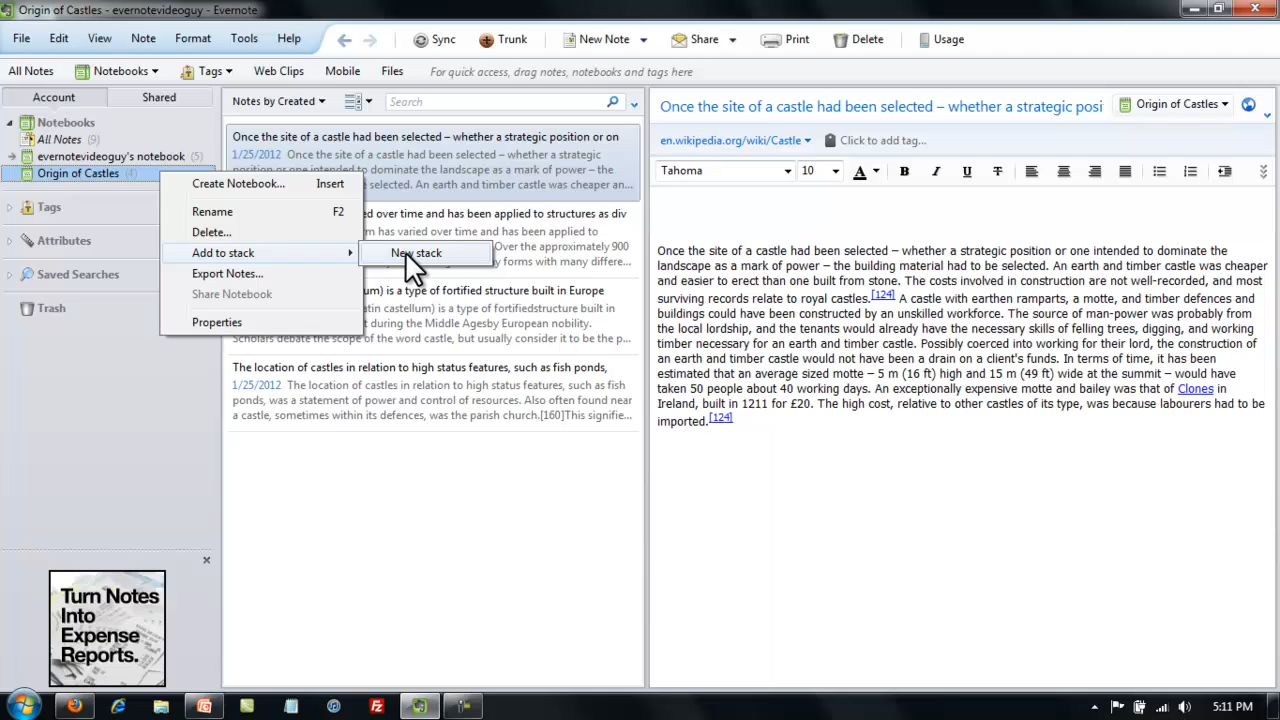 Origin of Castles - evernotevideoguy - Evernote
File Edit View Note Format Tools Help Sync Trunk New Note Share Print Delete Usage
All Notes Notebooks Tags Web Clips Mobile Files For quick access, drag notes, notebooks and tags here
Account Shared
Notebooks
All Notes (9)
evernotevideoguy's notebook (5)
Origin of Castles (4)
Tags
Attributes
Saved Searches
Trash
Create Notebook... Insert
Rename F2
Delete...
Add to stack
Export Notes...
Share Notebook
Properties
New stack
Turn Notes
Into
Expense
Reports.
Notes by Created Search
Once the site of a castle had been selected – whether a strategic position or on
1/25/2012 Once the site of a castle had been selected – whether a strategic
position or one intended to dominate the landscape as a mark of power – the
selected. An earth and timber castle was cheaper an...
ed over time and has been applied to structures as div
m has varied over time and has been applied to
Over the approximately 900
y forms with many differe...
m) is a type of fortified structure built in Europe
atin castellum) is a type of fortifiedstructure built in
t during the Middle Agesby European nobility.
Scholars debate the scope of the word castle, but usually consider it to be the p...
The location of castles in relation to high status features, such as fish ponds,
1/25/2012 The location of castles in relation to high status features, such as fish
ponds, was a statement of power and control of resources. Also often found near
a castle, sometimes within its defences, was the parish church.[160]This signifie...
Once the site of a castle had been selected – whether a strategic posi Origin of Castles
en.wikipedia.org/wiki/Castle Click to add tag...
Tahoma 10 A B I U T
Once the site of a castle had been selected – whether a strategic position or one intended to dominate the
landscape as a mark of power – the building material had to be selected. An earth and timber castle was cheaper
and easier to erect than one built from stone. The costs involved in construction are not well-recorded, and most
surviving records relate to royal castles.[124] A castle with earthen ramparts, a motte, and timber defences and
buildings could have been constructed by an unskilled workforce. The source of man-power was probably from
the local lordship, and the tenants would already have the necessary skills of felling trees, digging, and working
timber necessary for an earth and timber castle. Possibly coerced into working for their lord, the construction of
an earth and timber castle would not have been a drain on a client's funds. In terms of time, it has been
estimated that an average sized motte – 5 m (16 ft) high and 15 m (49 ft) wide at the summit – would have
taken 50 people about 40 working days. An exceptionally expensive motte and bailey was that of Clones in
Ireland, built in 1211 for £20. The high cost, relative to other castles of its type, was because labourers had to be
imported.[124]
5:11 PM